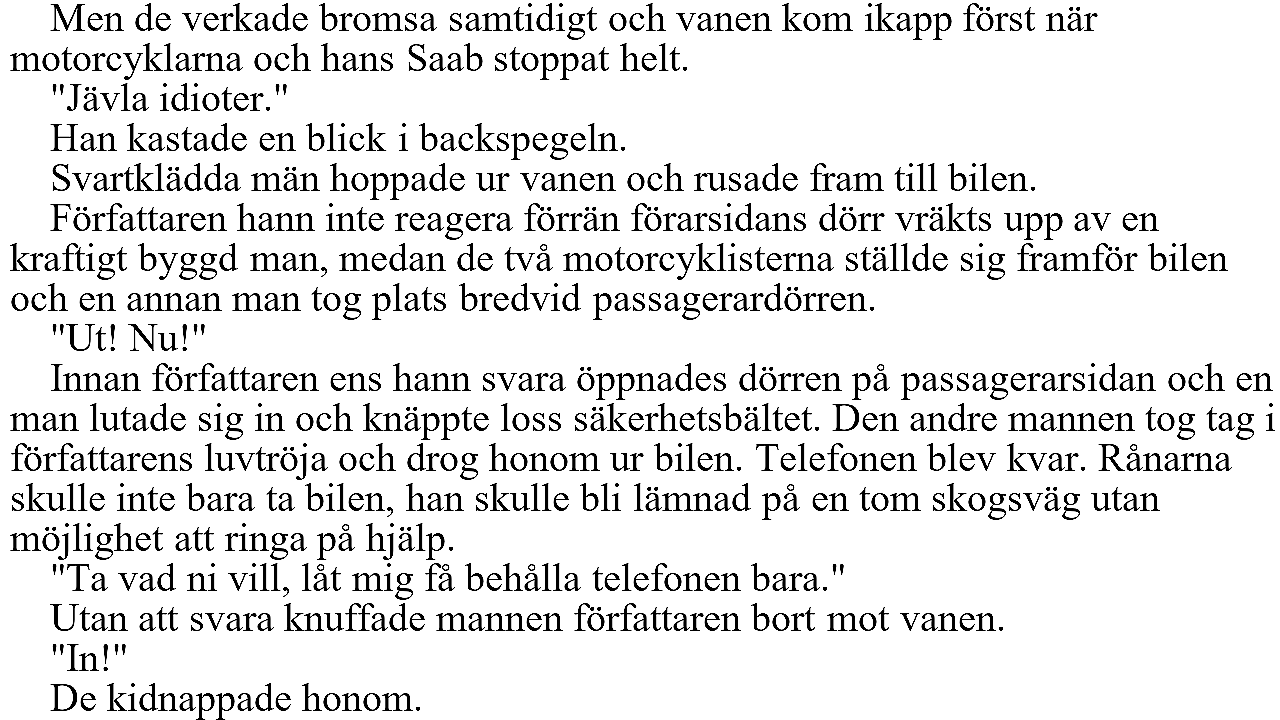 Men de verkade bromsa samtidigt och vanen kom ikapp först när
motorcyklarna och hans Saab stoppat helt.
"Jävla idioter."
Han kastade en blick i backspegeln.
Svartklädda män hoppade ur vanen och rusade fram till bilen.
Författaren hann inte reagera förrän förarsidans dörr vräkts upp av en
kraftigt byggd man, medan de två motorcyklisterna ställde sig framför bilen
och en annan man tog plats bredvid passagerardörren.
"Ut! Nu!"
Innan författaren ens hann svara öppnades dörren på passagerarsidan och en
man lutade sig in och knäppte loss säkerhetsbältet. Den andre mannen tog tag i
författarens luvtröja och drog honom ur bilen. Telefonen blev kvar. Rånarna
skulle inte bara ta bilen, han skulle bli lämnad på en tom skogsväg utan
möjlighet att ringa på hjälp.
"Ta vad ni vill, låt mig få behålla telefonen bara."
Utan att svara knuffade mannen författaren bort mot vanen.
"In!"
De kidnappade honom.